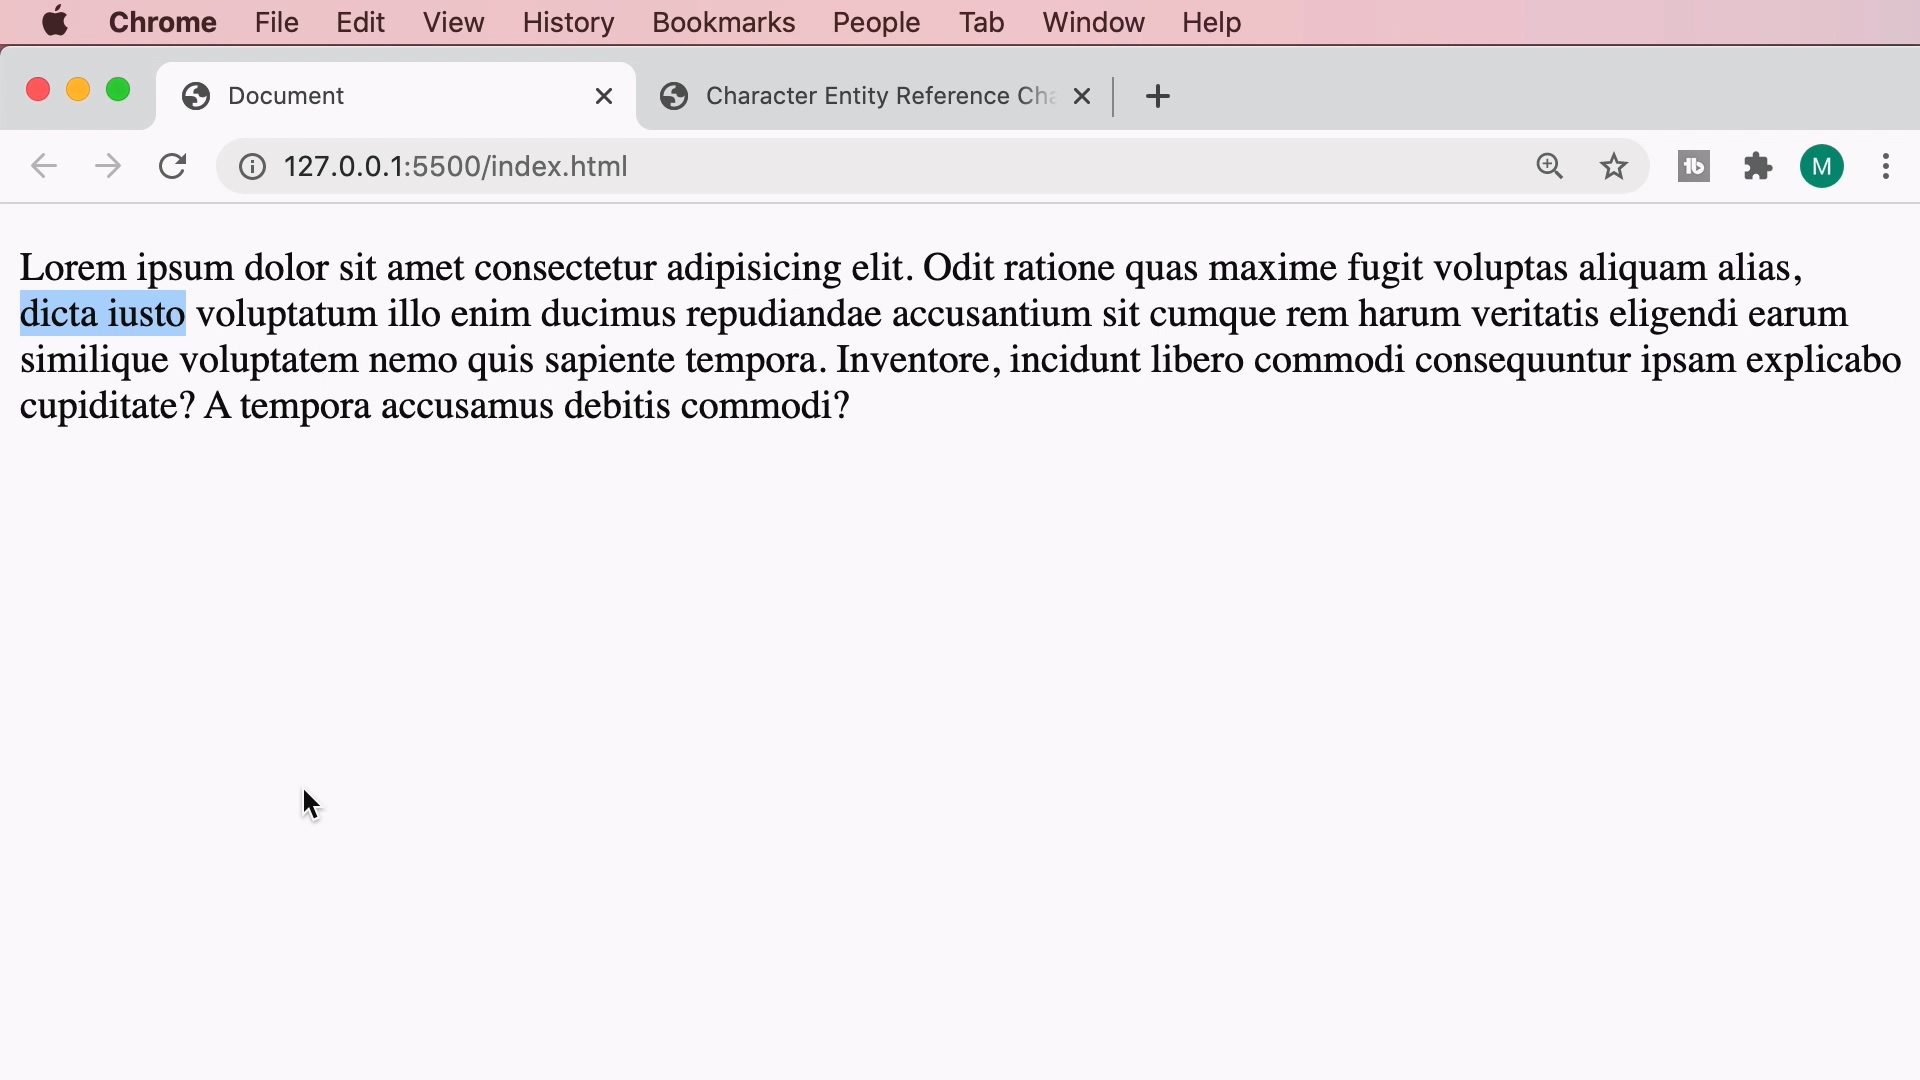 Chrome File Edit View History Bookmarks People Tab Window Help
Document
Character Entity Reference Cha
127.0.0.1:5500/index.html
M
Lorem ipsum dolor sit amet consectetur adipisicing elit. Odit ratione quas maxime fugit voluptas aliquam alias,
dicta iusto voluptatum illo enim ducimus repudiandae accusantium sit cumque rem harum veritatis eligendi earum
similique voluptatem nemo quis sapiente tempora. Inventore, incidunt libero commodi consequuntur ipsam explicabo
cupiditate? A tempora accusamus debitis commodi?